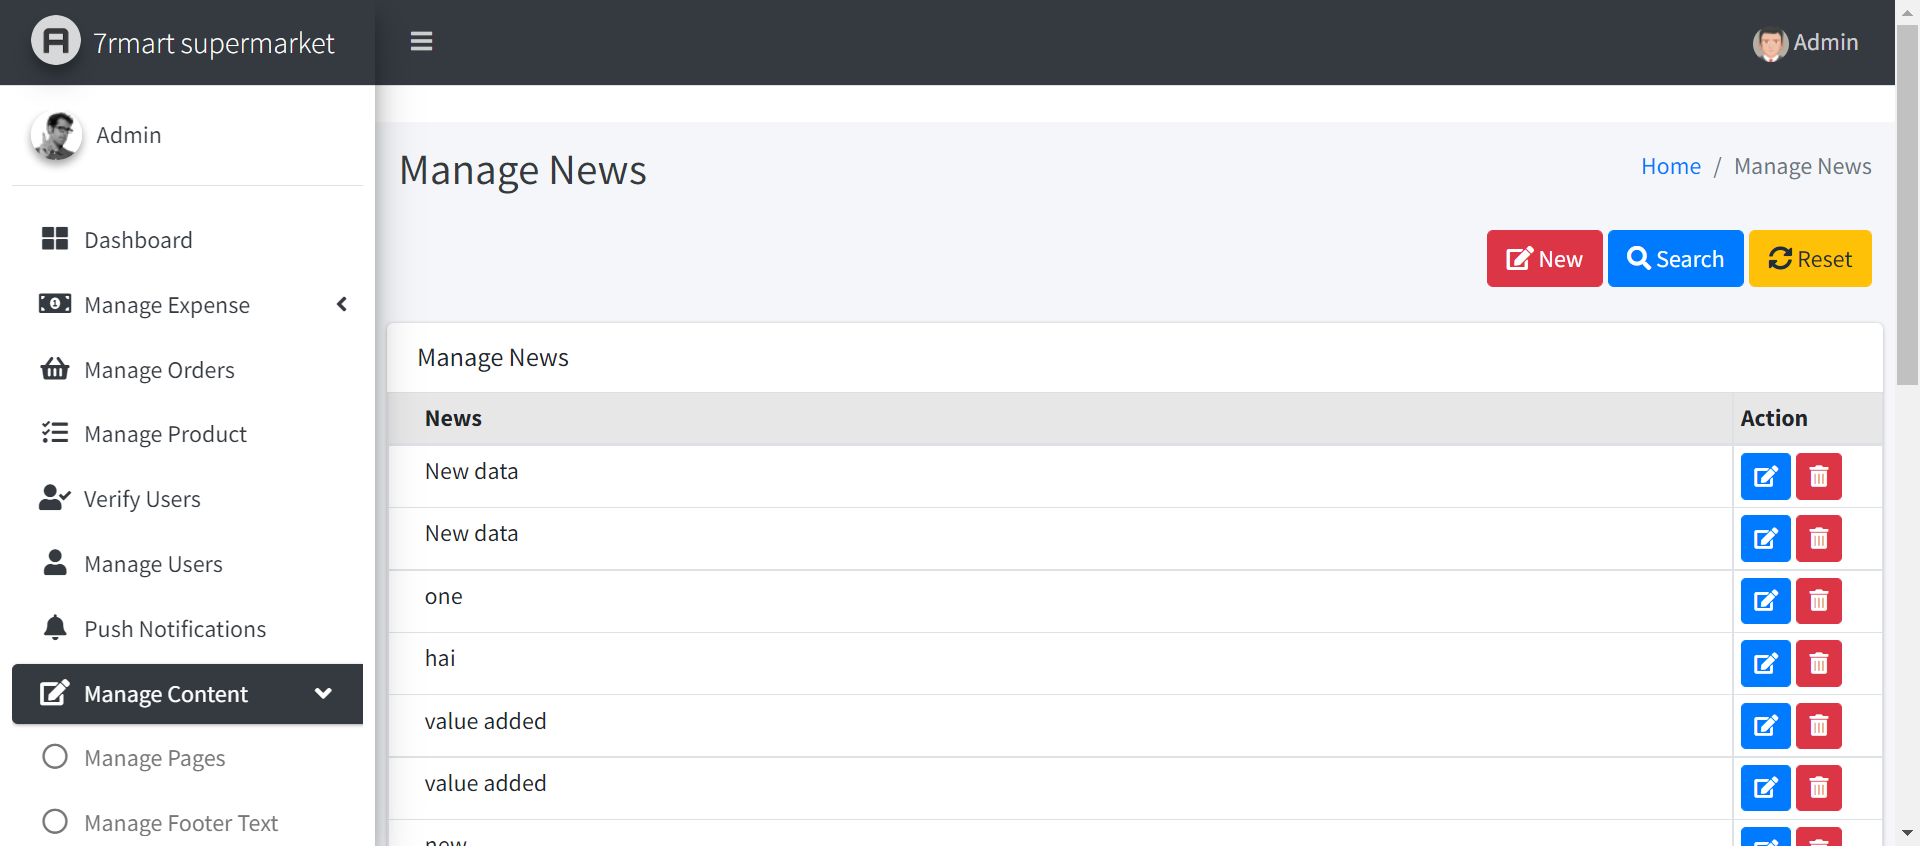 7rmart supermarket
Admin
Admin
Dashboard
Manage Expense
Manage Orders
Manage Product
Verify Users
Manage Users
Push Notifications
Manage Content
Manage Pages
Manage Footer Text
Manage News
Home / Manage News
New
Search
Reset
Manage News
News Action
New data
New data
one
hai
value added
value added
new